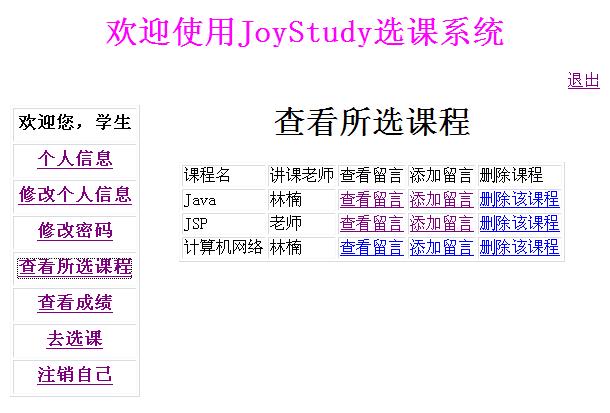 欢迎使用JoyStudy选课系统
退出
欢迎您，学生
个人信息
修改个人信息
修改密码
查看所选课程
查看成绩
去选课
注销自己
查看所选课程
课程名 讲课老师 查看留言 添加留言 删除课程
Java 林楠 查看留言 添加留言 删除该课程
JSP 老师 查看留言 添加留言 删除该课程
计算机网络 林楠 查看留言 添加留言 删除该课程